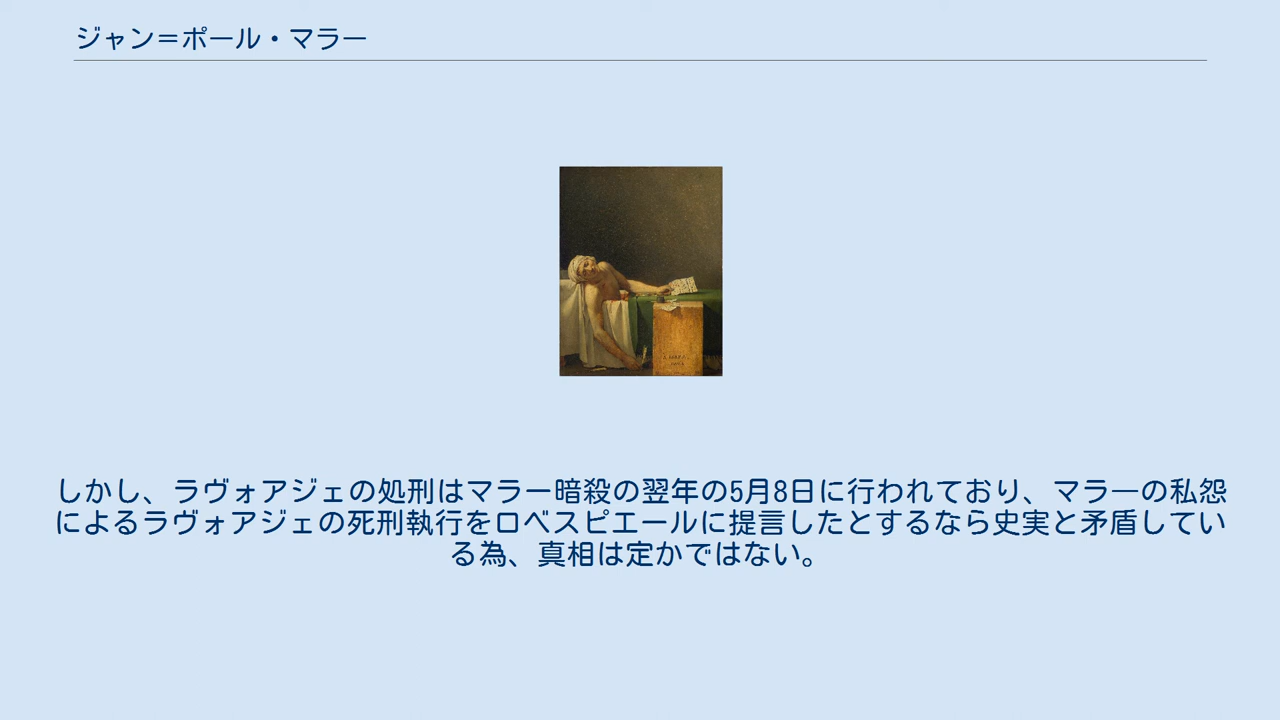 ジャン＝ポール・マラー
しかし、ラヴォアジェの処刑はマラー暗殺の翌年の5月8日に行われており、マラーの私怨
によるラヴォアジェの死刑執行をロベスピエールに提言したとするなら史実と矛盾してい
る為、真相は定かではない。